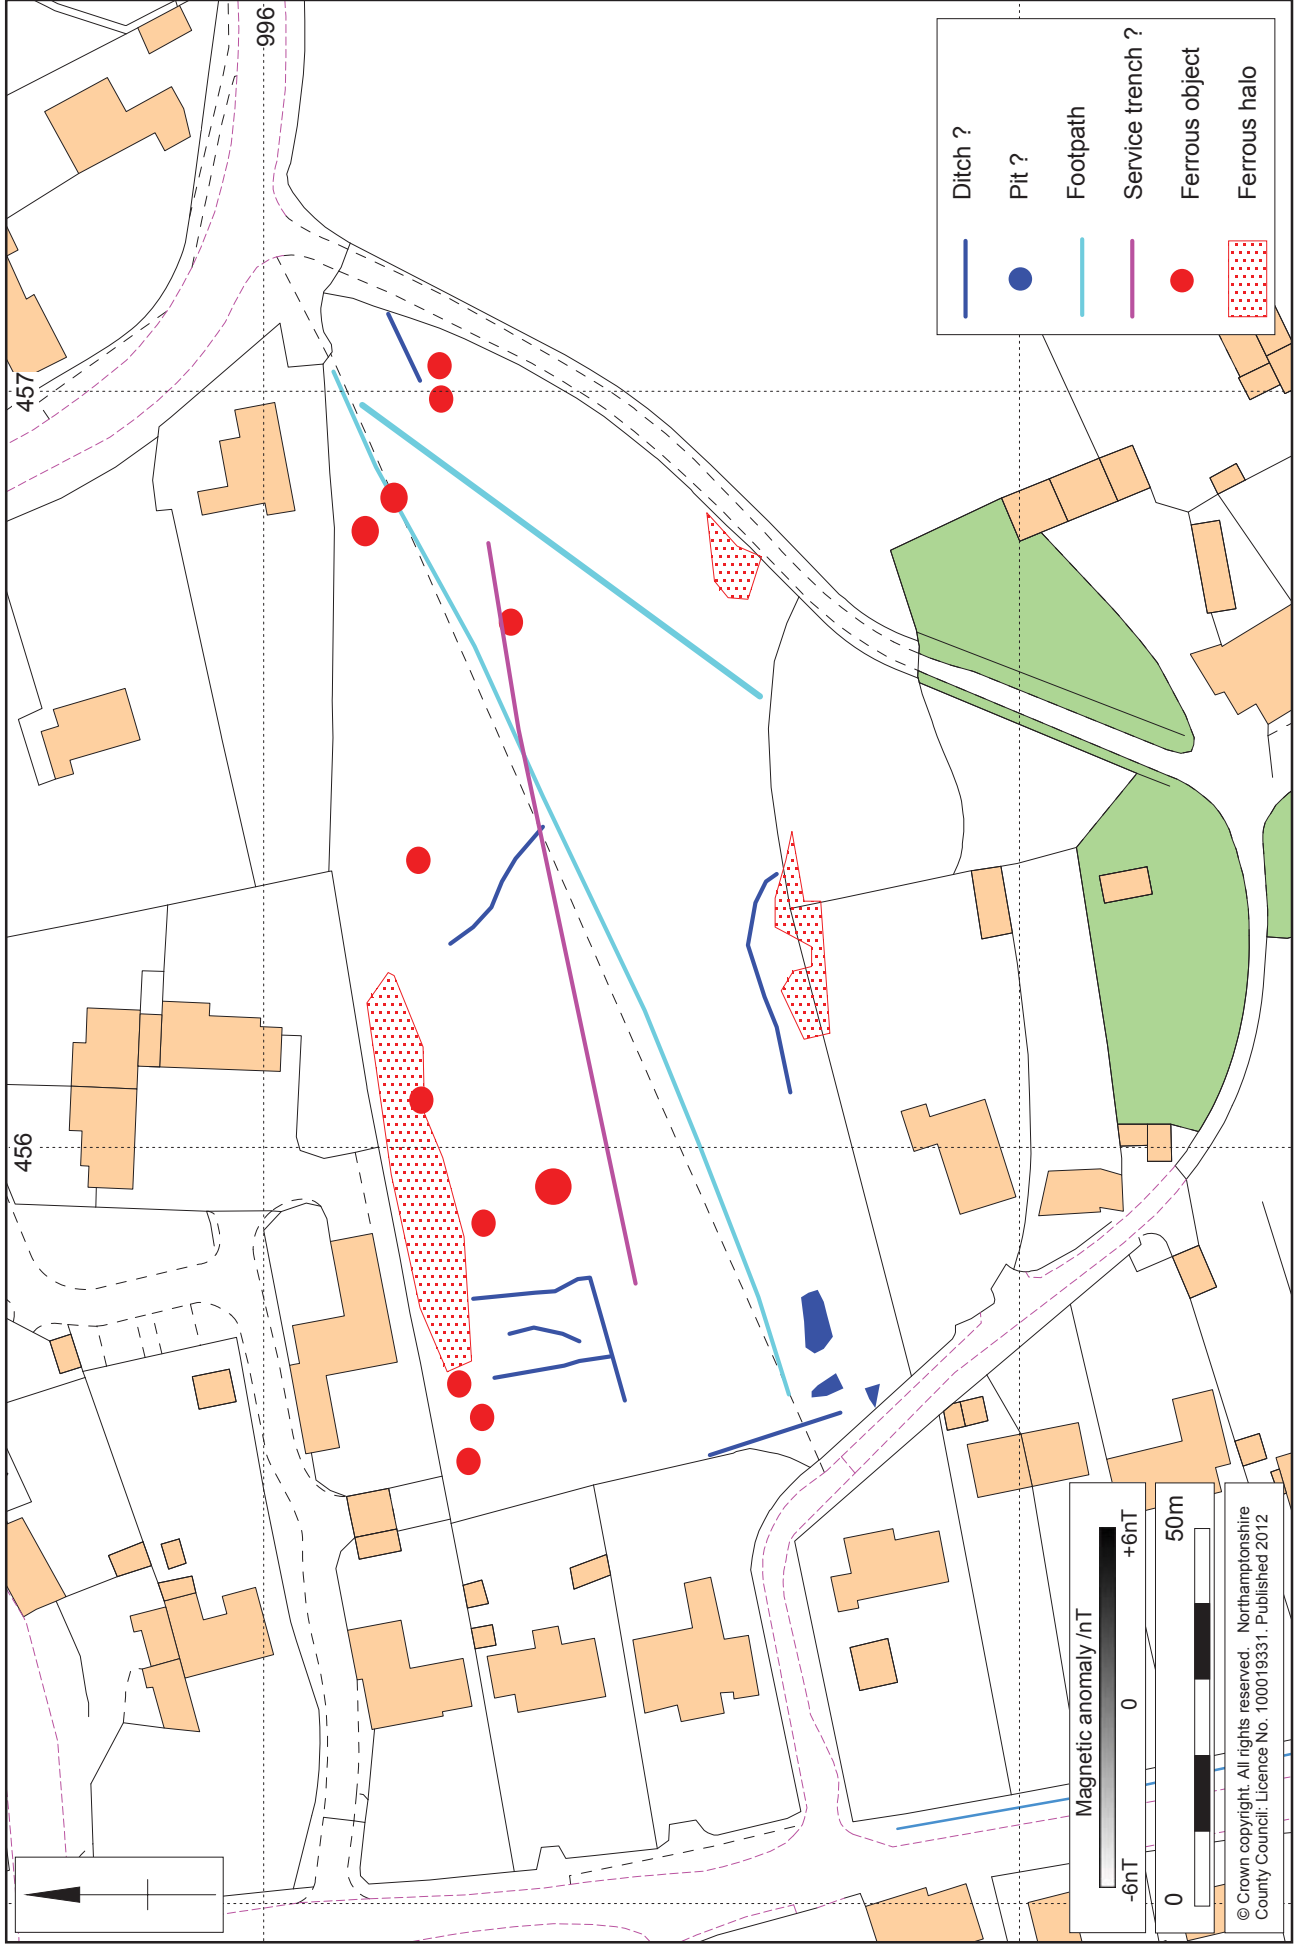 457
996
456
Ditch ?
Pit ?
Footpath
Service trench ?
Ferrous object
Ferrous halo
Magnetic anomaly /nT
-6nT
0
+6nT
0
50m
© Crown copyright. All rights reserved. Northamptonshire
County Council: Licence No. 100019331. Published 2012